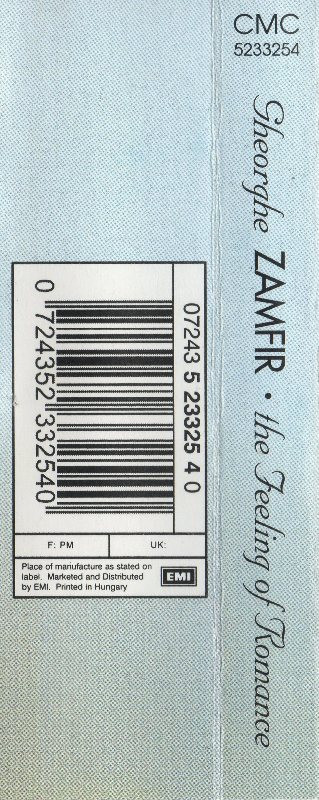 CMC
5233254
Gheorghe ZAMFIR • the Feeling of Romance
07243 5 23325 4 0
0 724352 332540
F: PM
UK:
Place of manufacture as stated on
label. Marketed and Distributed
by EMI. Printed in Hungary
EMI